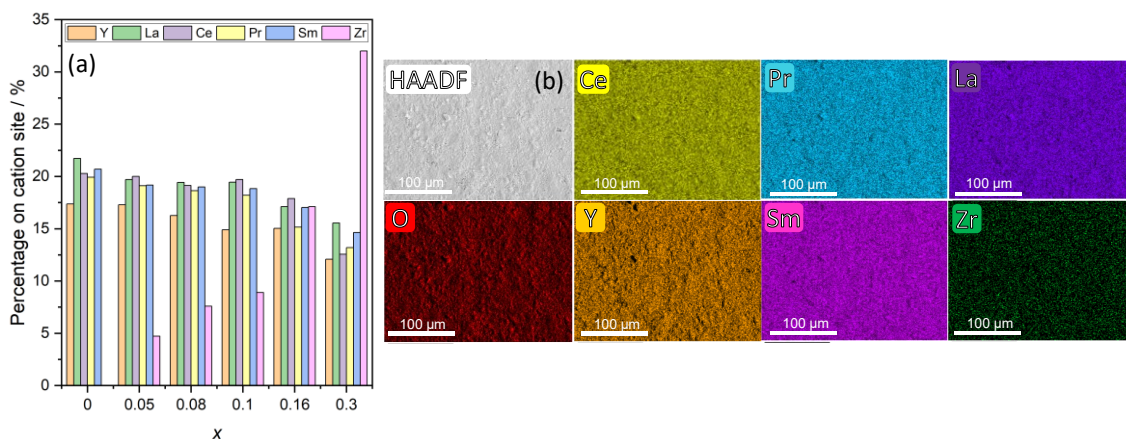 Y La Ce Pr Sm Zr
(a)
35
30
25
20
15
10
5
0
Percentage on cation site / %
0 0.05 0.08 0.1 0.16 0.3
x
HAADF (b) Ce Pr La
100 µm 100 µm 100 µm 100 µm
O Y Sm Zr
100 µm 100 µm 100 µm 100 µm